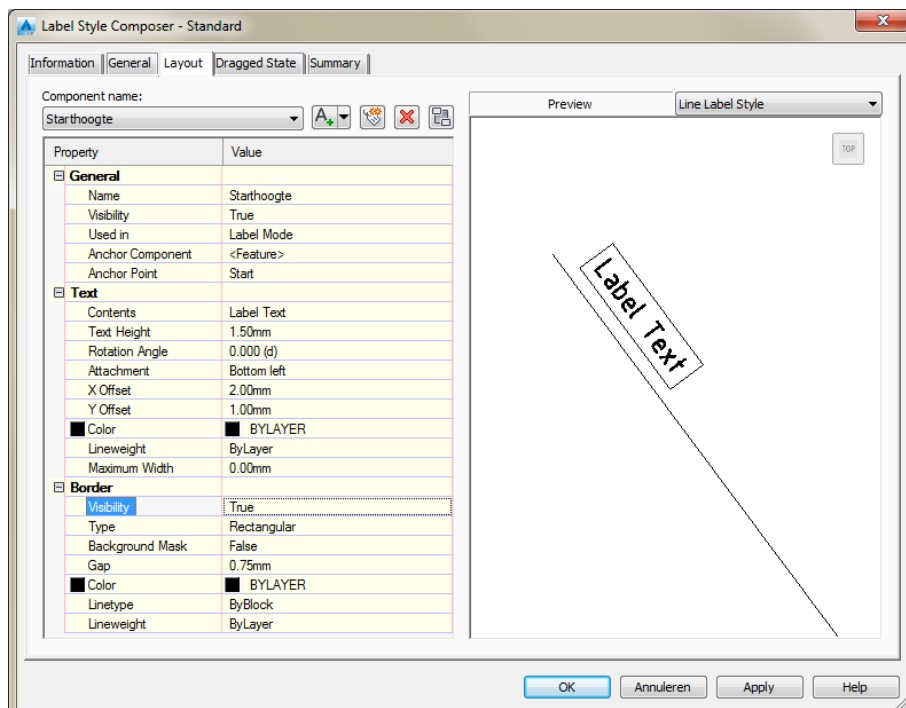 Label Style Composer - Standard
Information General Layout Dragged State Summary
Component name:
Starthoogte
Preview Line Label Style
Property Value
General
Name Starthoogte
Visibility True
Used in Label Mode
Anchor Component <Feature>
Anchor Point Start
Text
Contents Label Text
Text Height 1.50mm
Rotation Angle 0.000 (d)
Attachment Bottom left
X Offset 2.00mm
Y Offset 1.00mm
Color BYLAYER
Lineweight ByLayer
Maximum Width 0.00mm
Border
Visibility True
Type Rectangular
Background Mask False
Gap 0.75mm
Color BYLAYER
Linetype ByBlock
Lineweight ByLayer
TOP
Label Text
OK Annuleren Apply Help